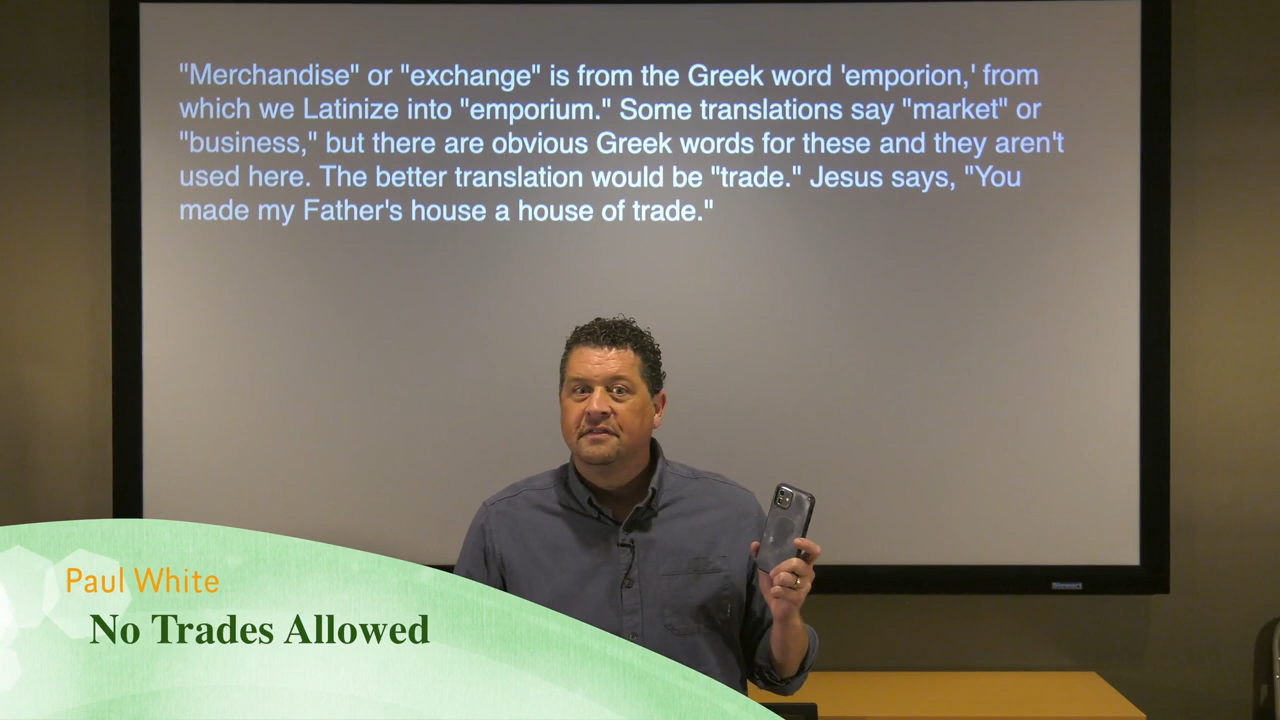 "Merchandise" or "exchange" is from the Greek word 'emporion,' from
which we Latinize into "emporium." Some translations say "market" or
"business," but there are obvious Greek words for these and they aren't
used here. The better translation would be "trade." Jesus says, "You
made my Father's house a house of trade."
Paul White
No Trades Allowed